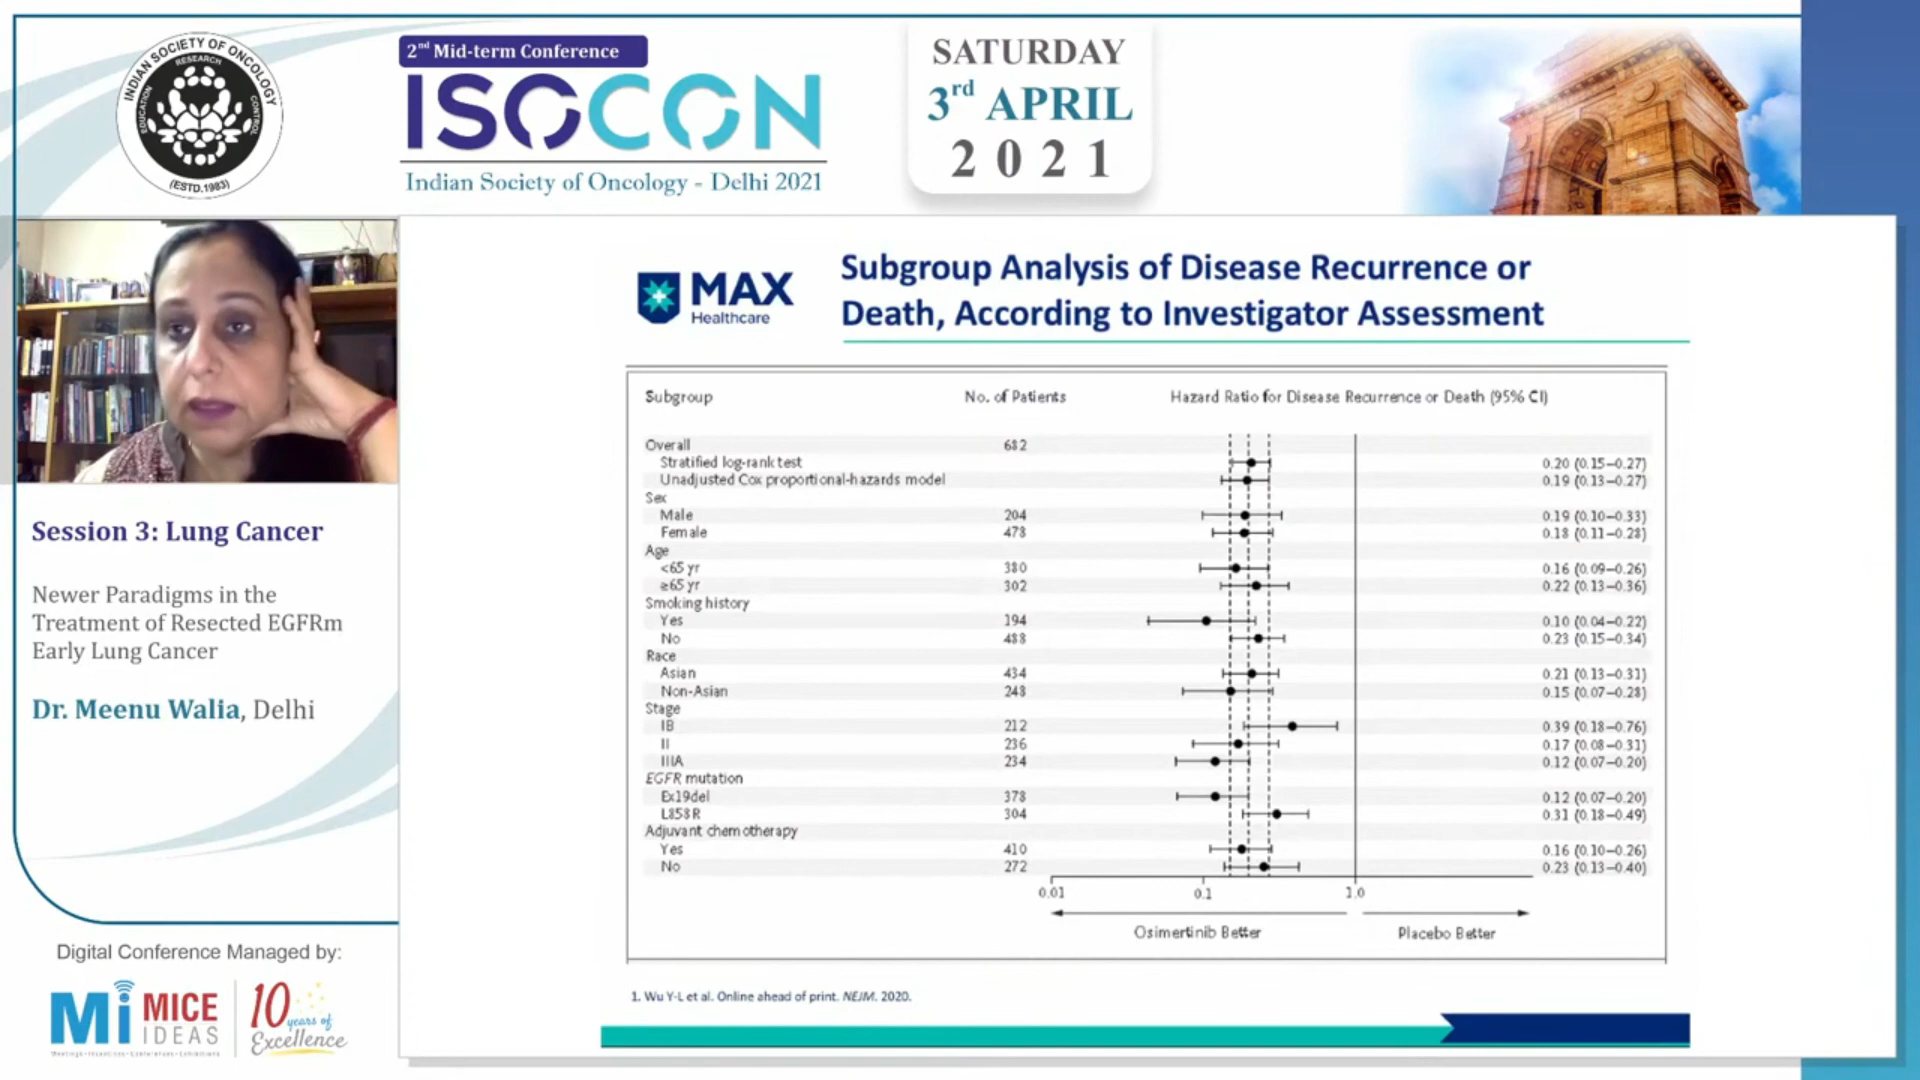 INDIAN SOCIETY OF ONCOLOGY
RESEARCH
EDUCATION
CONTROL
(ESTD.1983)
2nd Mid-term Conference
ISOCON
Indian Society of Oncology - Delhi 2021
SATURDAY
3rd APRIL
2021
Session 3: Lung Cancer
Newer Paradigms in the
Treatment of Resected EGFRm
Early Lung Cancer
Dr. Meenu Walia, Delhi
Digital Conference Managed by:
Mi MICE
IDEAS
10
years of
Excellence
MAX
Healthcare
Subgroup Analysis of Disease Recurrence or
Death, According to Investigator Assessment
Subgroup No. of Patients Hazard Ratio for Disease Recurrence or Death (95% CI)
Overall 682
Stratified log-rank test 0.20 (0.15–0.27)
Unadjusted Cox proportional-hazards model 0.19 (0.13–0.27)
Sex
Male 204 0.19 (0.10–0.33)
Female 478 0.18 (0.11–0.28)
Age
<65 yr 380 0.16 (0.09–0.26)
≥65 yr 302 0.22 (0.13–0.36)
Smoking history
Yes 194 0.10 (0.04–0.22)
No 488 0.23 (0.15–0.34)
Race
Asian 434 0.21 (0.13–0.31)
Non-Asian 248 0.15 (0.07–0.28)
Stage
IB 212 0.39 (0.18–0.76)
II 236 0.17 (0.08–0.31)
IIIA 234 0.12 (0.07–0.20)
EGFR mutation
Ex19del 378 0.12 (0.07–0.20)
L858R 304 0.31 (0.18–0.49)
Adjuvant chemotherapy
Yes 410 0.16 (0.10–0.26)
No 272 0.23 (0.13–0.40)
0.01 0.1 1.0
Osimertinib Better Placebo Better
1. Wu Y-L et al. Online ahead of print. NEJM. 2020.